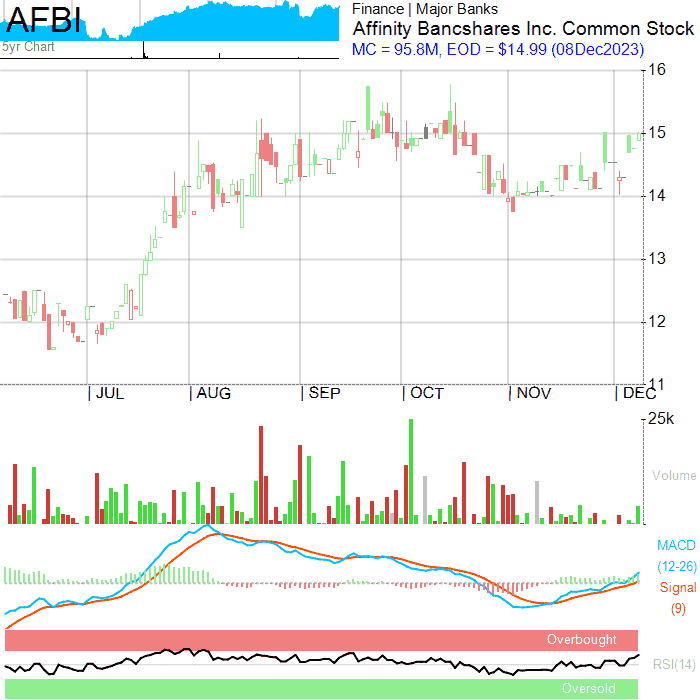 AFBI
5yr Chart
Finance | Major Banks
Affinity Bancshares Inc. Common Stock
MC = 95.8M, EOD = $14.99 (08Dec2023)
16
15
14
13
12
11
| JUL | AUG | SEP | OCT | NOV | DEC
25k
Volume
MACD
(12-26)
Signal
(9)
Overbought
RSI(14)
Oversold